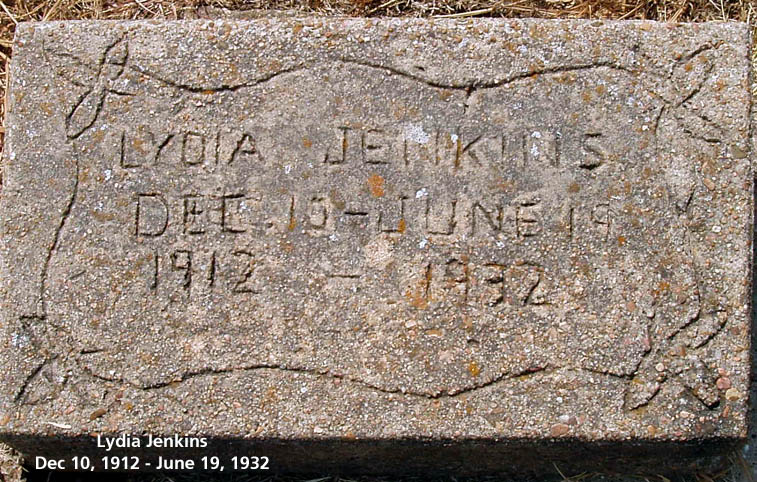 LYDIA JENKINS
DEC. 10 - JUNE 19
1912 - 1932
Lydia Jenkins
Dec 10, 1912 - June 19, 1932